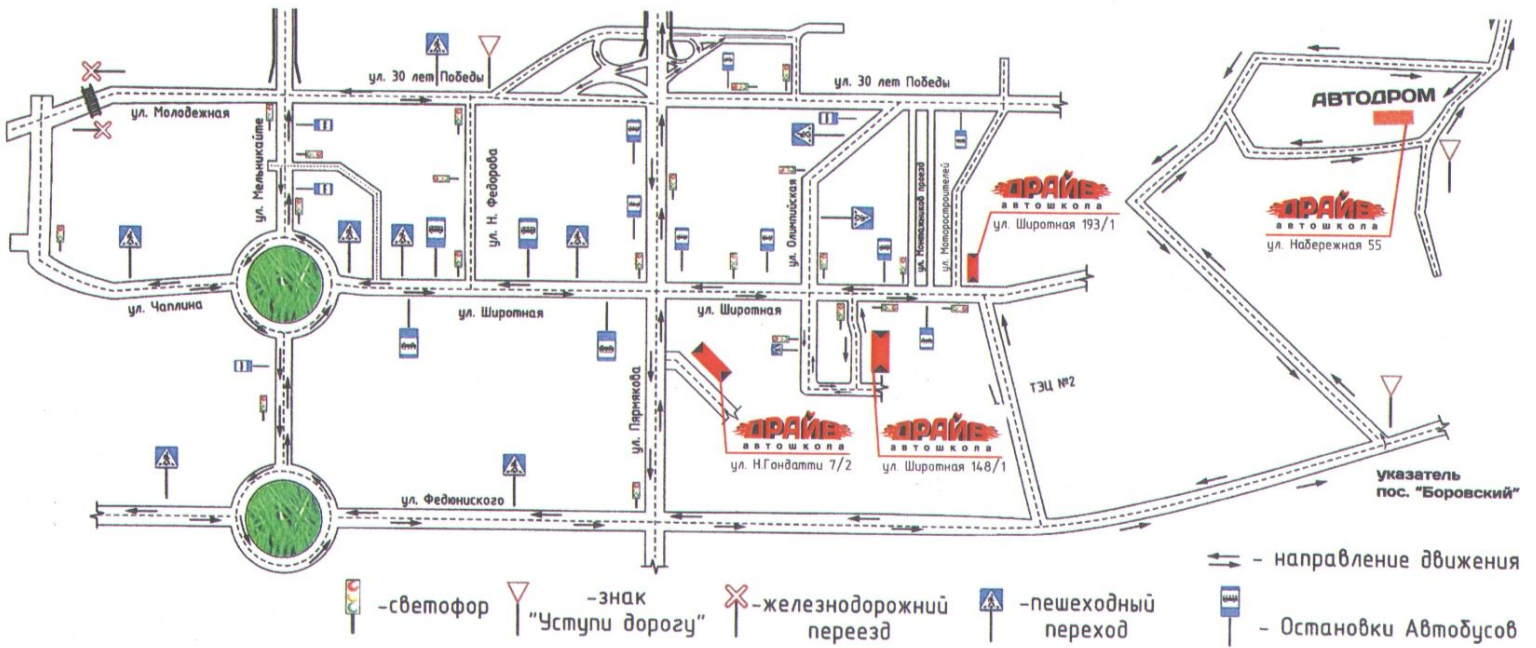 ул. 30 лет Победы
ул. 30 лет Победы
ул. Молодежная
АВТОДРОМ
ул. Мельникайте
ул. Н. Федорова
ул. Олимпийская
ул. Монтажников проезд
ул. Моторостроителей
ДРАЙВ
автошкола
ул. Широтная 193/1
ДРАЙВ
автошкола
ул. Набережная 55
ул. Чаплина
ул. Широтная
ул. Широтная
ул. Пярмякова
ТЭЦ №2
ДРАЙВ
автошкола
ул. Н.Гондатти 7/2
ДРАЙВ
автошкола
ул. Широтная 148/1
ул. Федюниского
указатель
пос. "Боровский"
- направление движения
-светофор
-знак
"Уступи дорогу"
-железнодорожний
переезд
-пешеходный
переход
- Остановки Автобусов